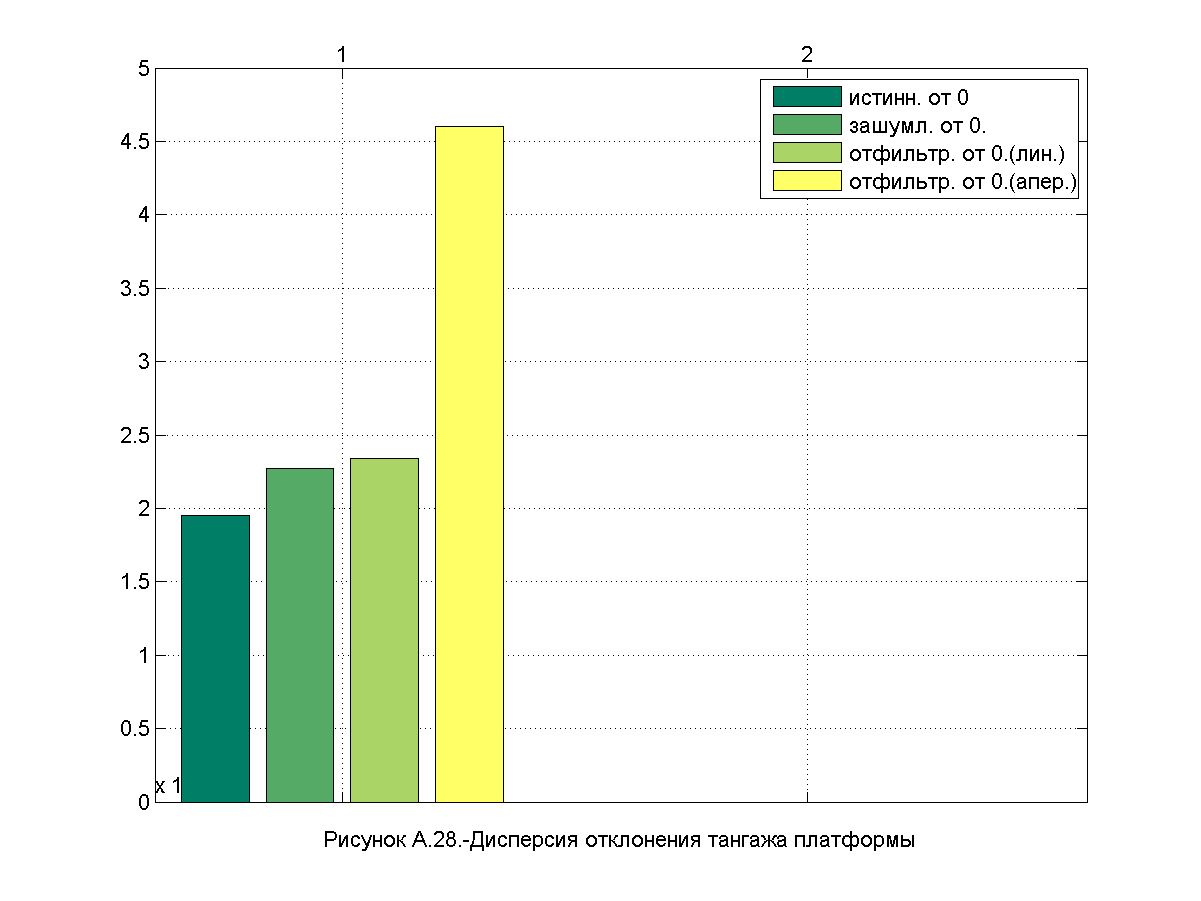 1 2
5
4.5
4
3.5
3
2.5
2
1.5
1
0.5
0
x 1
истинн. от 0
зашумл. от 0.
отфильтр. от 0.(лин.)
отфильтр. от 0.(апер.)
Рисунок А.28.-Дисперсия отклонения тангажа платформы